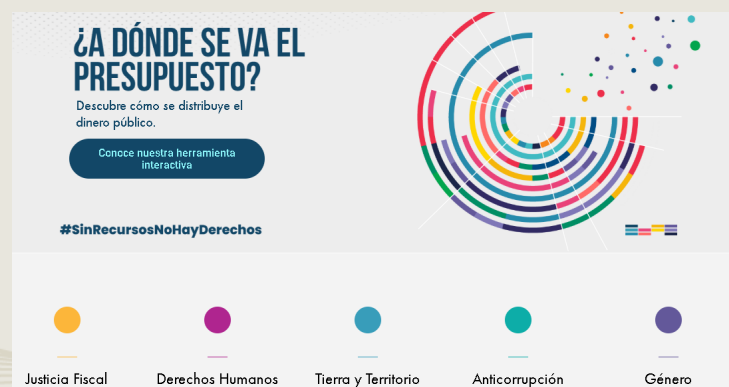 ¿A DÓNDE SE VA EL
PRESUPUESTO?
Descubre cómo se distribuye el
dinero público.
Conoce nuestra herramienta
interactiva
#SinRecursosNoHayDerechos
Justicia Fiscal
Derechos Humanos
Tierra y Territorio
Anticorrupción
Género